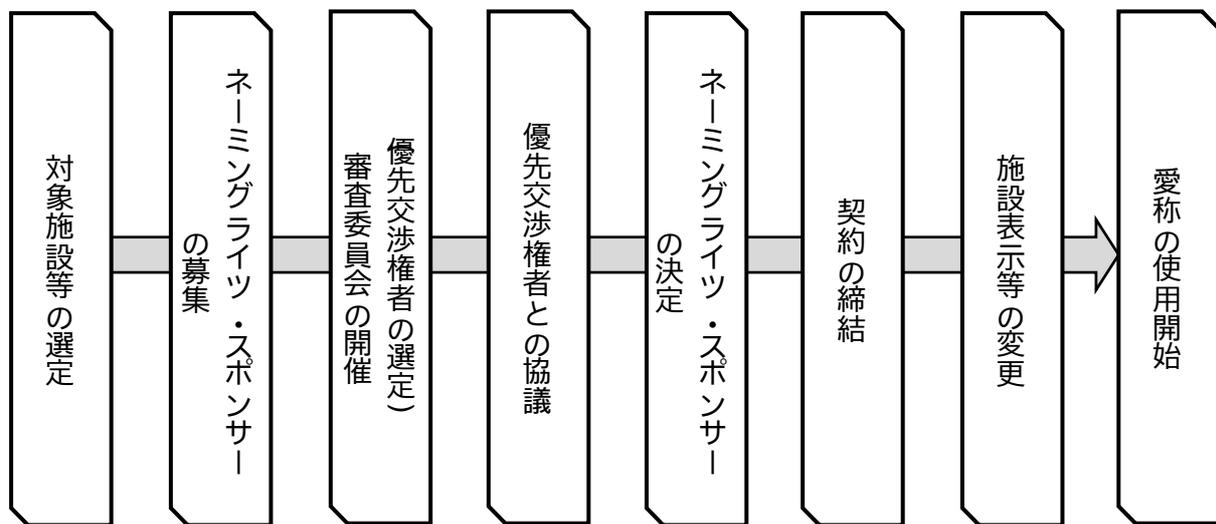 対象施設等の選定
ネーミングライツ・スポンサー
の募集
優先交渉権者の選定)
審査委員会の開催
優先交渉権者との協議
ネーミングライツ・スポンサー
の決定
契約の締結
施設表示等の変更
愛称の使用開始